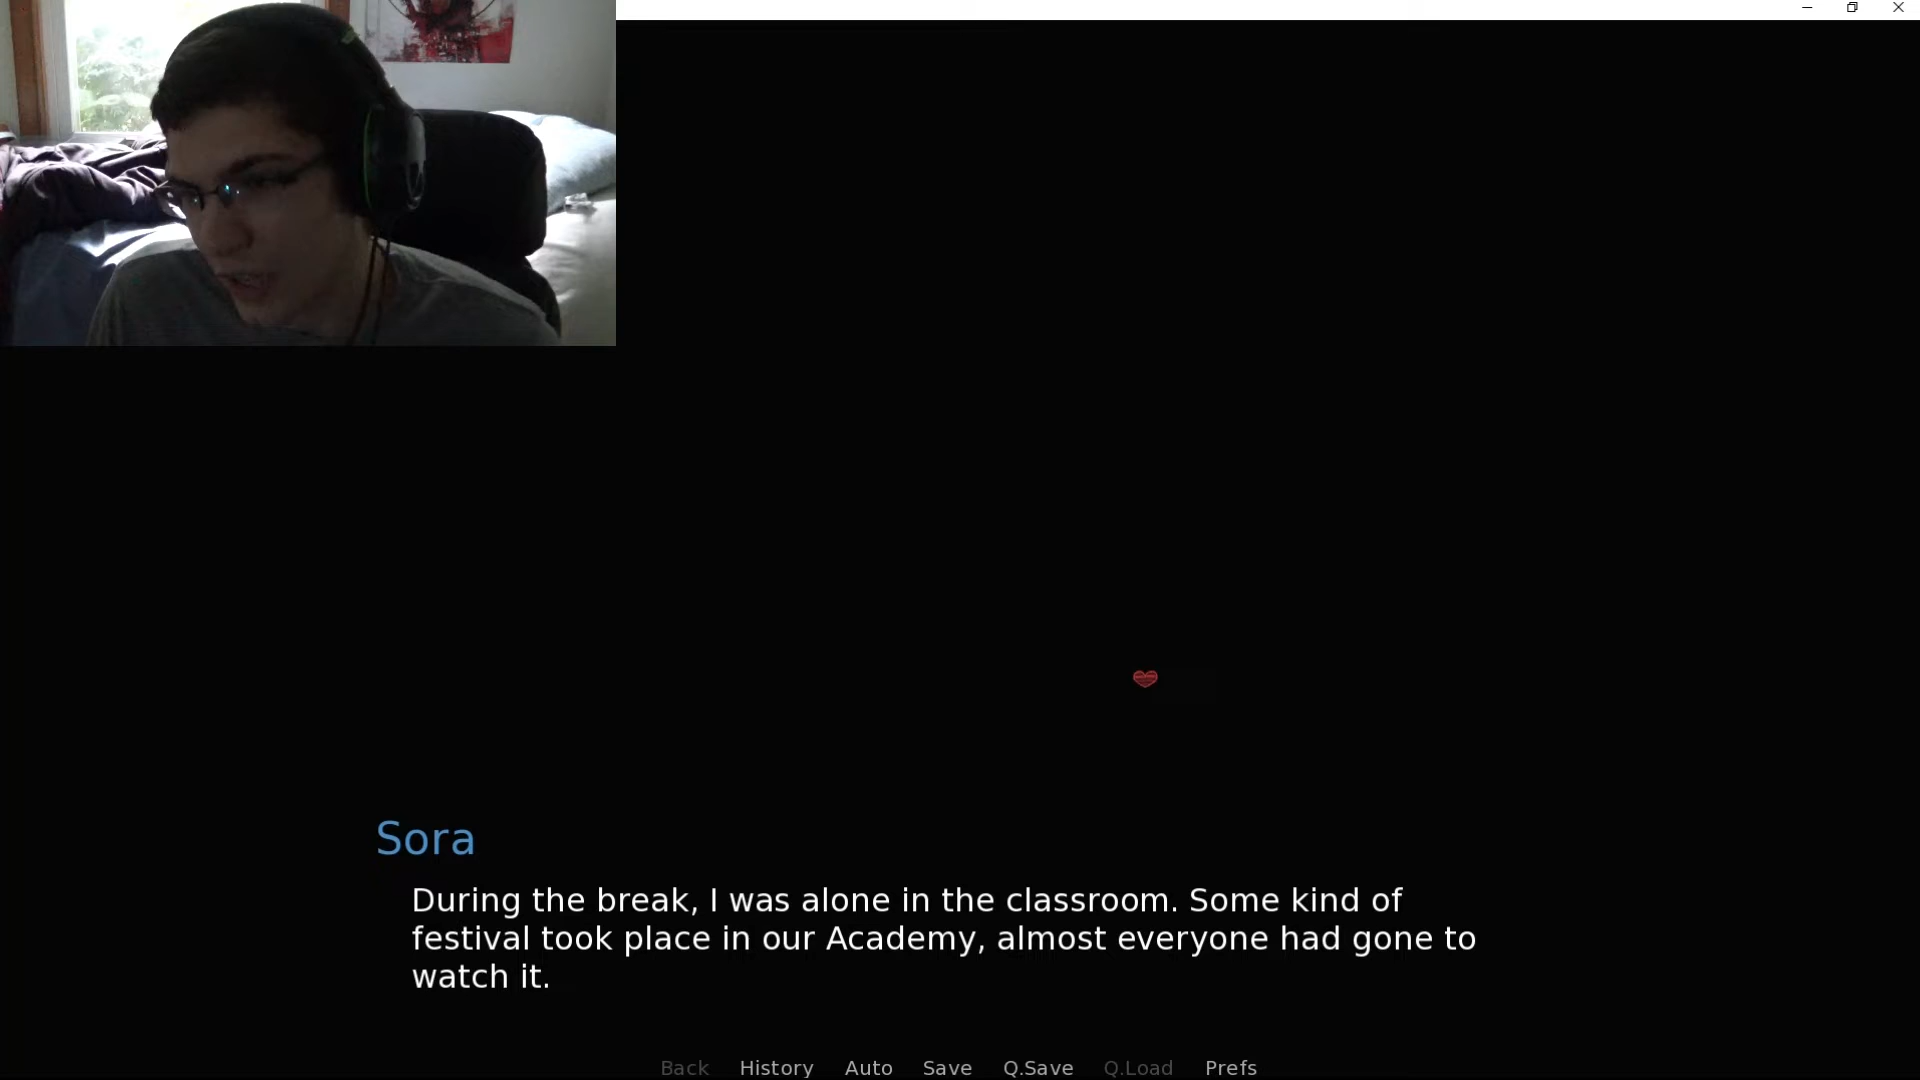 Sora
During the break, I was alone in the classroom. Some kind of
festival took place in our Academy, almost everyone had gone to
watch it.
Back History Auto Save Q.Save Q.Load Prefs